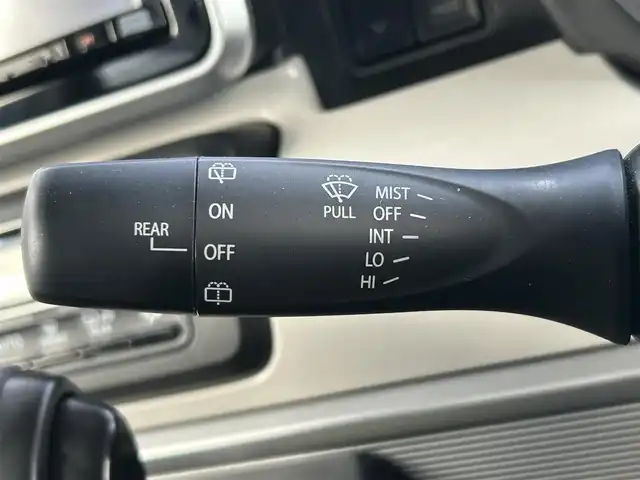 REAR
ON
OFF
PULL
MIST
OFF
INT
LO
HI